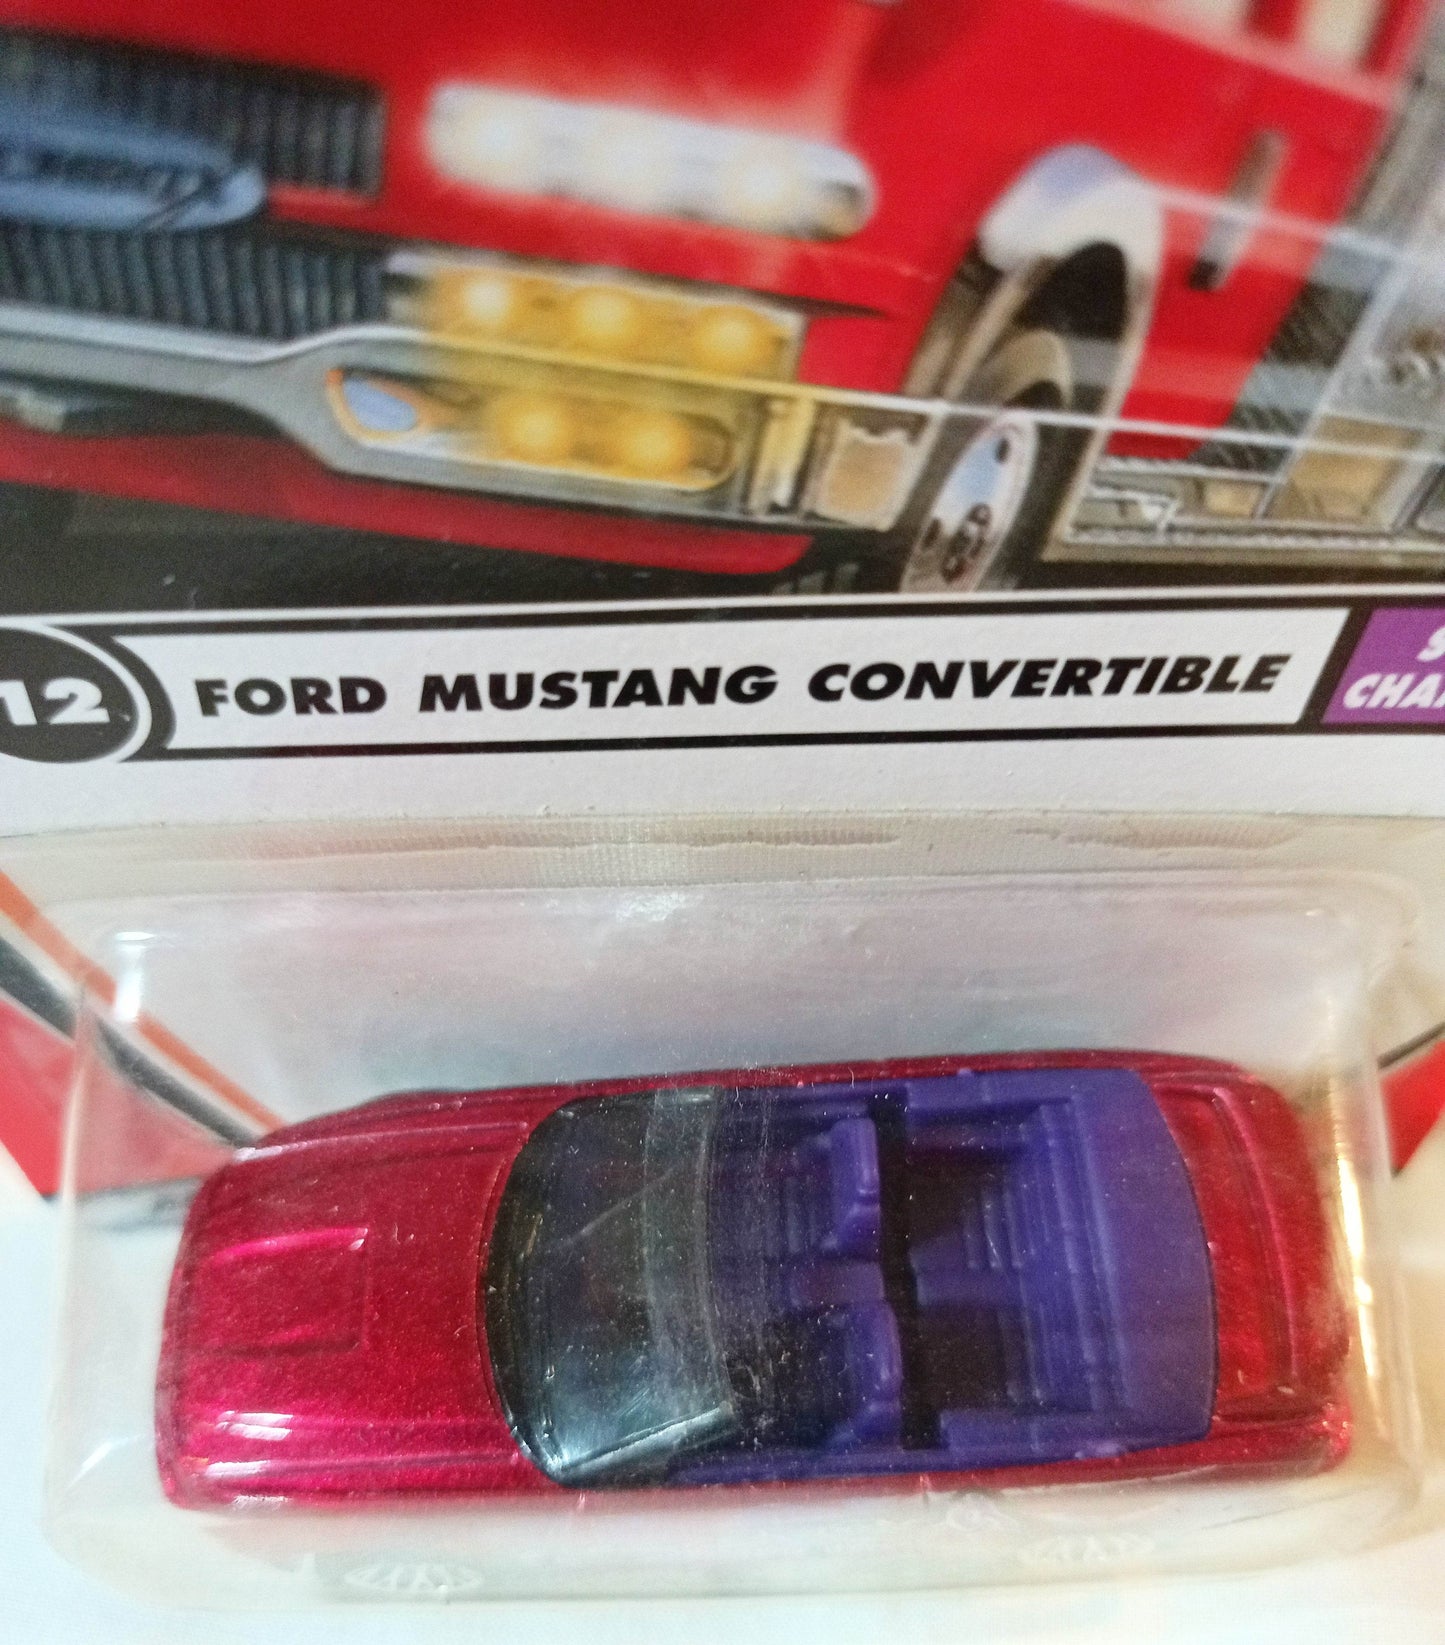 12
FORD MUSTANG CONVERTIBLE